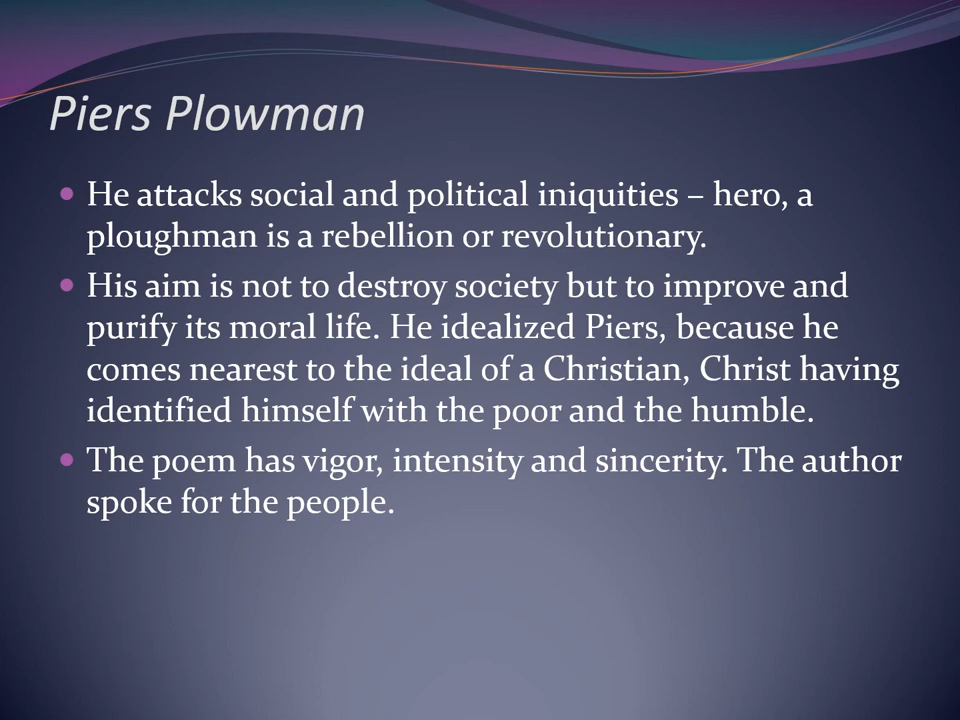 Piers Plowman
• He attacks social and political iniquities – hero, a
ploughman is a rebellion or revolutionary.
• His aim is not to destroy society but to improve and
purify its moral life. He idealized Piers, because he
comes nearest to the ideal of a Christian, Christ having
identified himself with the poor and the humble.
• The poem has vigor, intensity and sincerity. The author
spoke for the people.